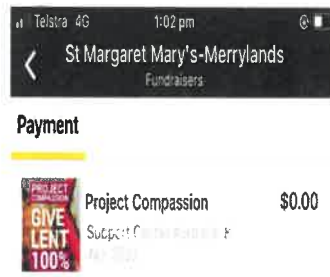 Telstra 4G 1:02 pm
St Margaret Mary's-Merrylands
Fundraisers
Payment
PROJECT
COMPASSION
GIVE
LENT
100%
Project Compassion $0.00
Support